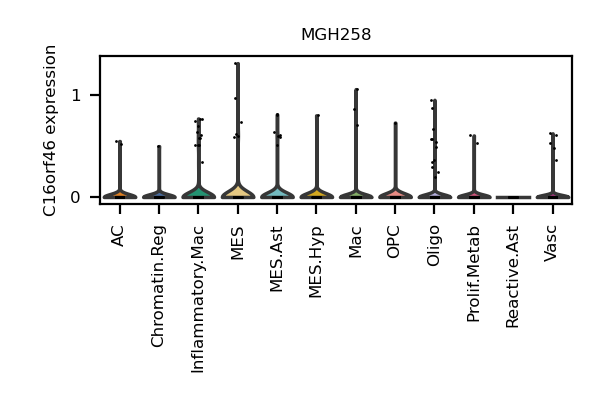 MGH258
C16orf46 expression
1
0
AC
Chromatin.Reg
Inflammatory.Mac
MES
MES.Ast
MES.Hyp
Mac
OPC
Oligo
Prolif.Metab
Reactive.Ast
Vasc